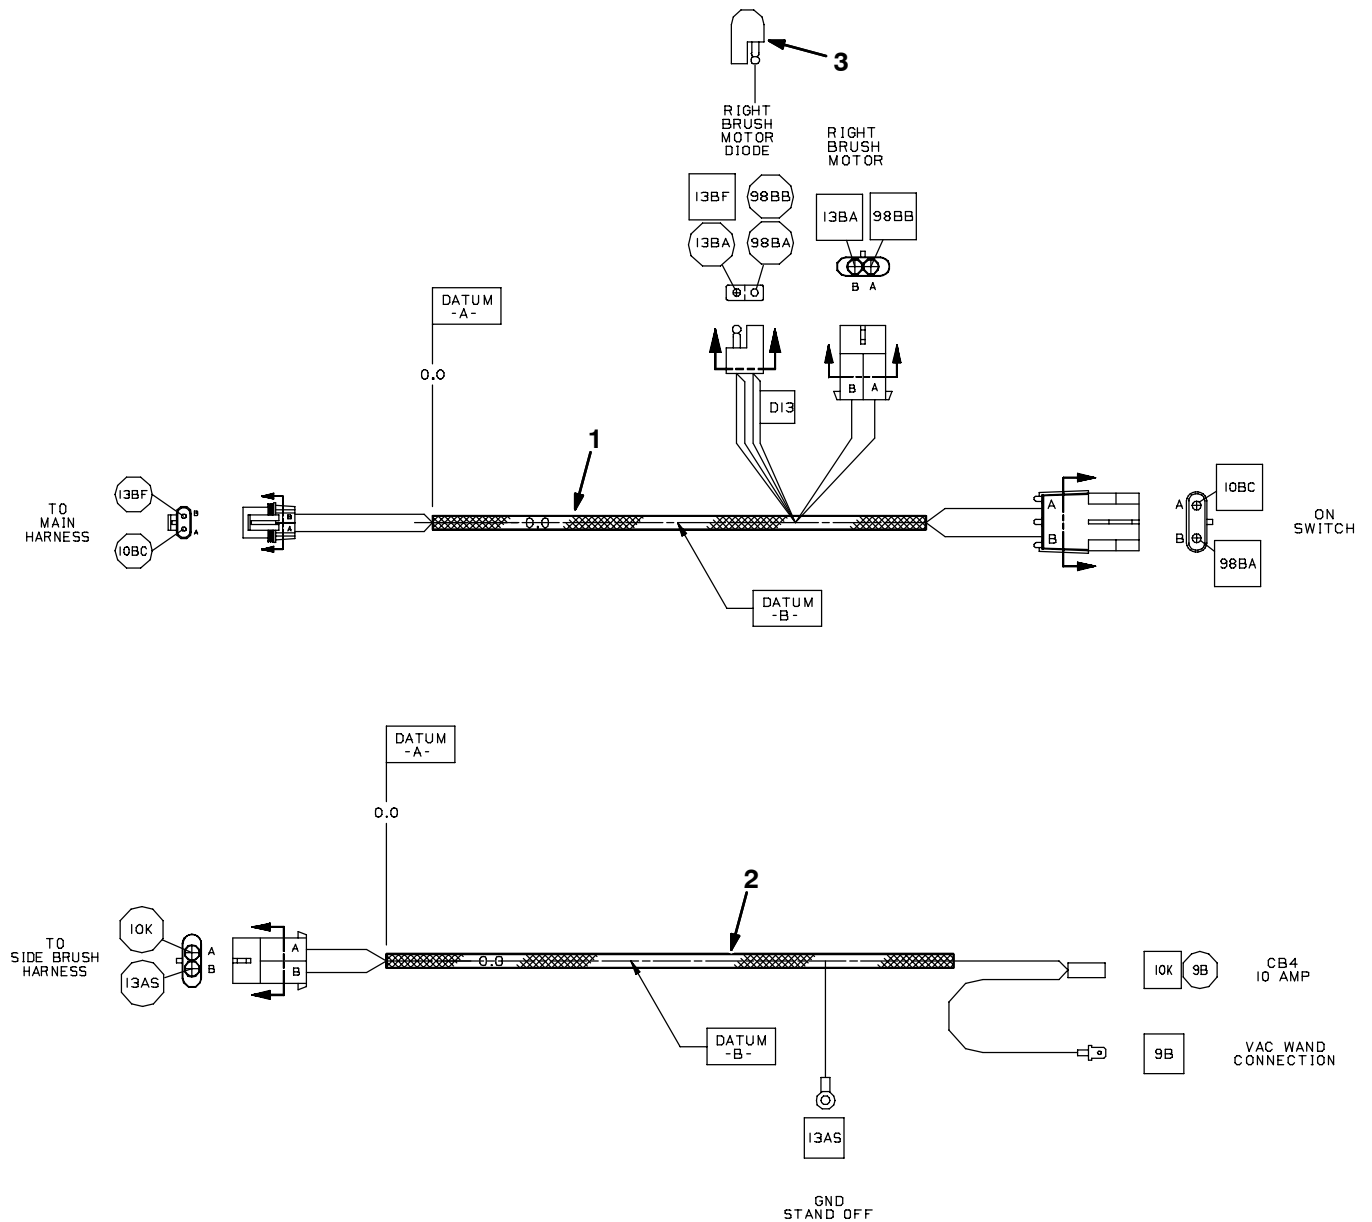 3
RIGHT
BRUSH
MOTOR
DIODE
RIGHT
BRUSH
MOTOR
13BF
98BB
13BA
98BA
13BA
98BB
B A
DATUM
-A-
0.0
B A
D13
1
TO
MAIN
HARNESS
13BF
10BC
B
A
B
A
0.0
A
B
A
B
10BC
98BA
ON
SWITCH
DATUM
-B-
DATUM
-A-
0.0
2
TO
SIDE BRUSH
HARNESS
10K
13AS
A
B
A
B
0.0
10K
9B
CB4
10 AMP
DATUM
-B-
9B
VAC WAND
CONNECTION
13AS
GND
STAND OFF